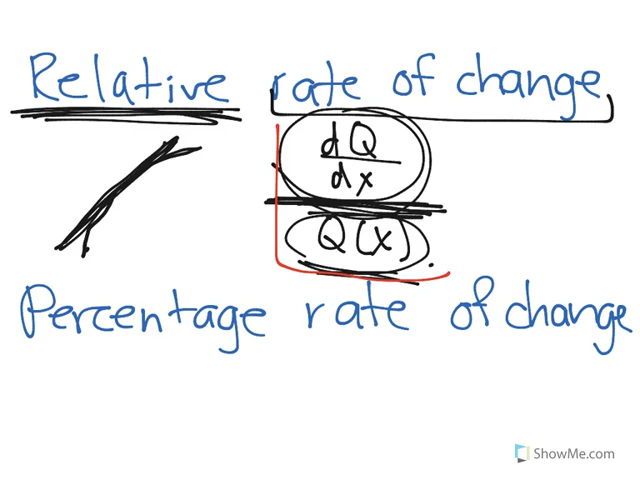 Relative rate of change
dQ
dx
Q(x)
Percentage rate of change
ShowMe.com